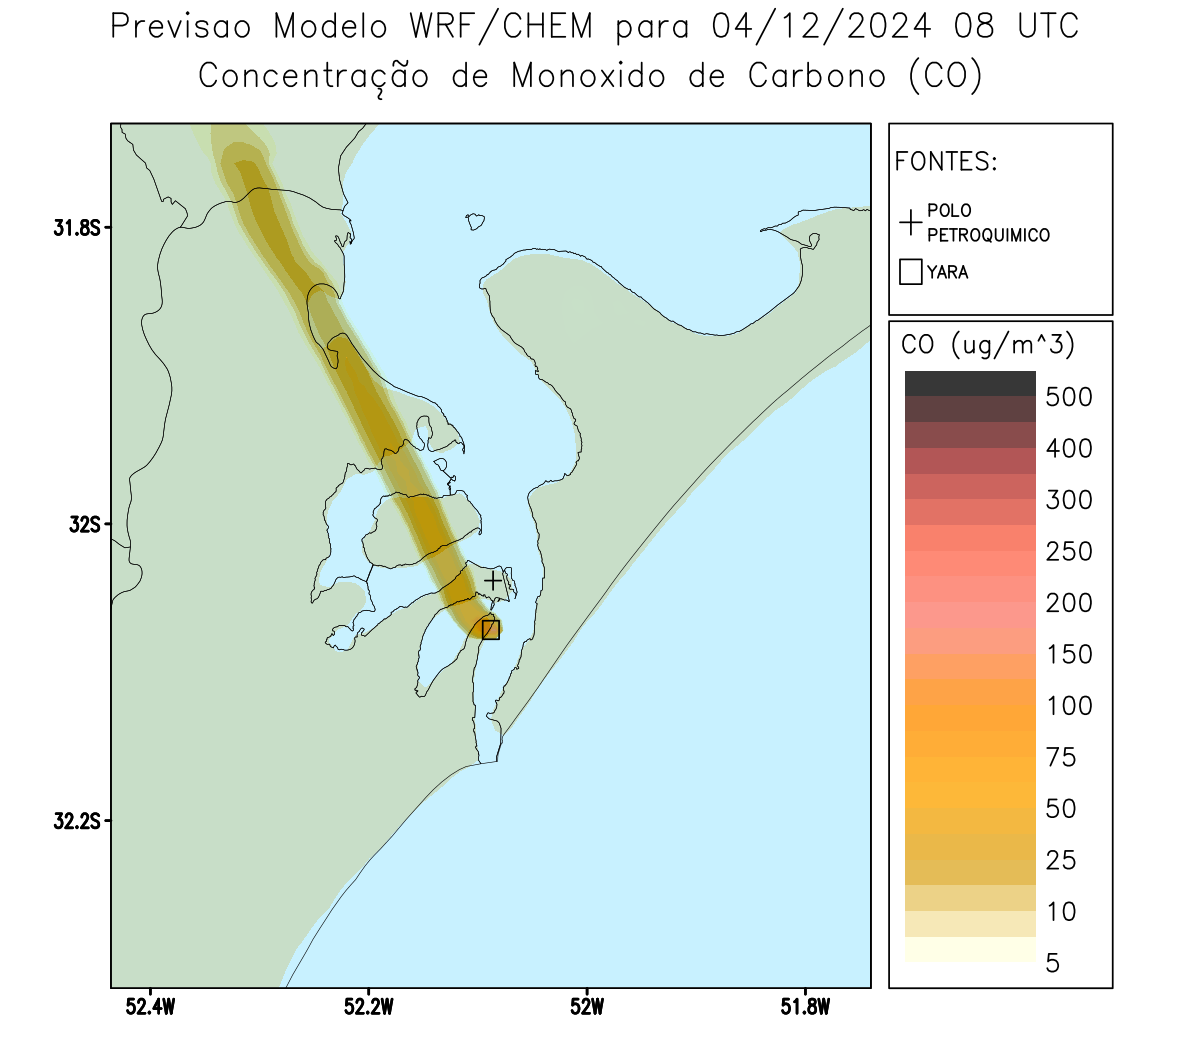 Previsao Modelo WRF/CHEM para 04/12/2024 08 UTC
Concentração de Monoxido de Carbono (CO)
FONTES:
POLO
PETROQUIMICO
YARA
CO (ug/m^3)
500
400
300
250
200
150
100
75
50
25
10
5
31.8S
32S
32.2S
52.4W
52.2W
52W
51.8W